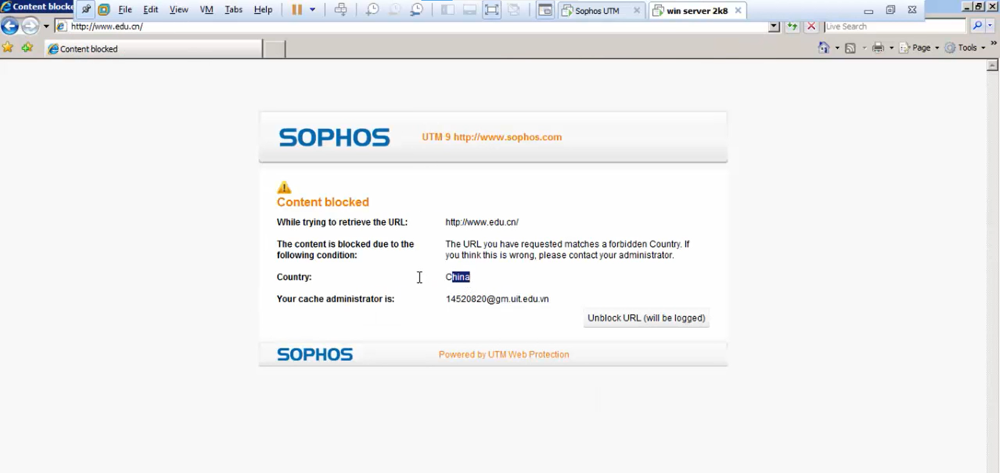 Content blocke
File Edit View VM Tabs Help
Sophos UTM
win server 2k8
http://www.edu.cn/
Live Search
Content blocked
Page
Tools
SOPHOS
UTM 9 http://www.sophos.com
Content blocked
While trying to retrieve the URL:
http://www.edu.cn/
The content is blocked due to the
following condition:
The URL you have requested matches a forbidden Country. If
you think this is wrong, please contact your administrator.
Country:
China
Your cache administrator is:
14520820@gm.uit.edu.vn
Unblock URL (will be logged)
SOPHOS
Powered by UTM Web Protection